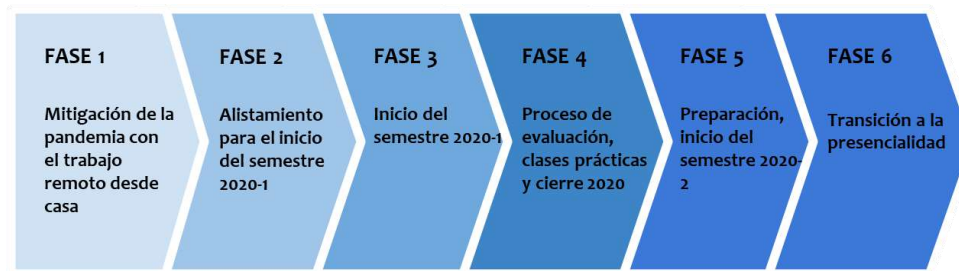 FASE 1
Mitigación de la
pandemia con
el trabajo
remoto desde
casa
FASE 2
Alistamiento
para el inicio
del semestre
2020-1
FASE 3
Inicio del
semestre 2020-1
FASE 4
Proceso de
evaluación,
clases prácticas
y cierre 2020
FASE 5
Preparación,
inicio del
semestre 2020-
2
FASE 6
Transición a la
presencialidad